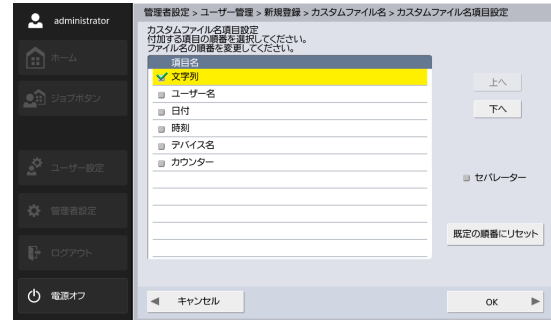 administrator
ホーム
ジョブボタン
ユーザー設定
管理者設定
ログアウト
電源オフ
管理者設定 > ユーザー管理 > 新規登録 > カスタムファイル名 > カスタムファイル名項目設定
カスタムファイル名項目設定
付加する項目の順番を選択してください。
ファイル名の順番を変更してください。
項目名
文字列
ユーザー名
日付
時刻
デバイス名
カウンター
上へ
下へ
セパレーター
既定の順番にリセット
キャンセル
OK